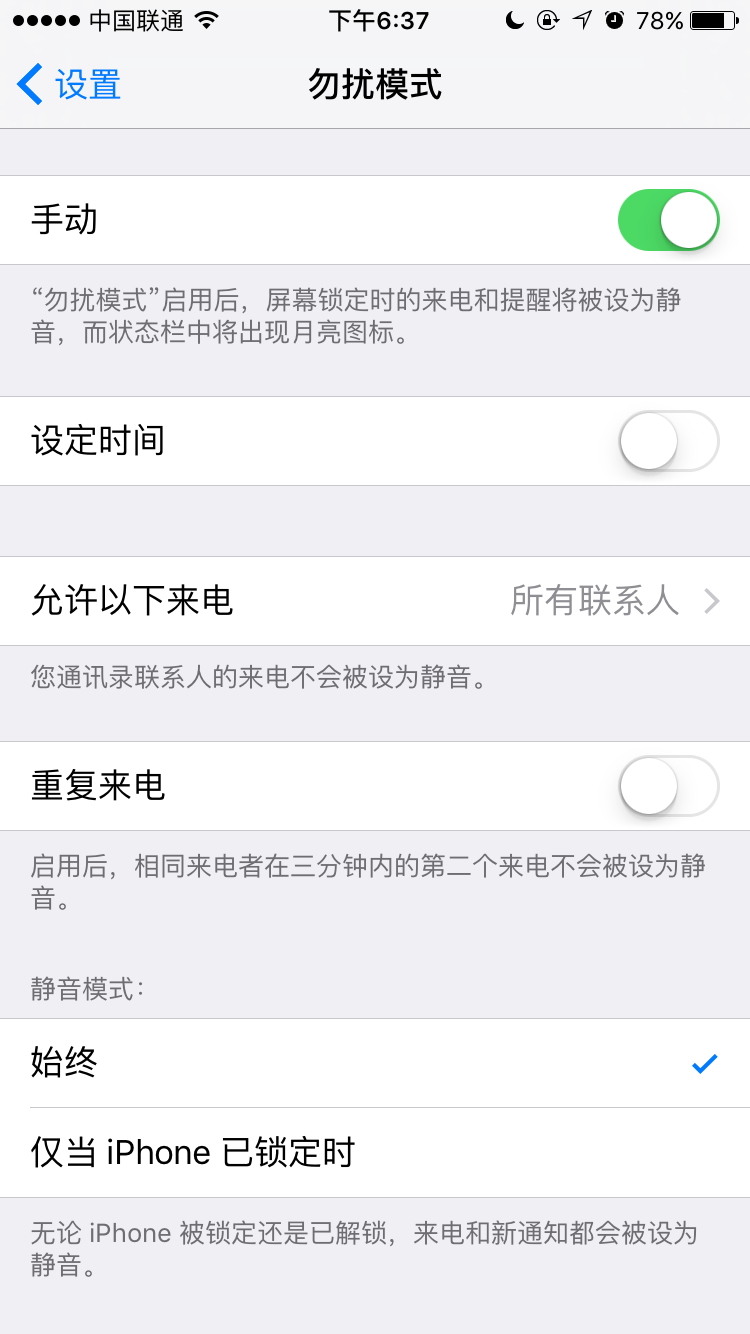 中国联通 下午6:37 78%
设置 勿扰模式
手动
“勿扰模式”启用后，屏幕锁定时的来电和提醒将被设为静
音，而状态栏中将出现月亮图标。
设定时间
允许以下来电 所有联系人
您通讯录联系人的来电不会被设为静音。
重复来电
启用后，相同来电者在三分钟内的第二个来电不会被设为静
音。
静音模式：
始终
仅当 iPhone 已锁定时
无论 iPhone 被锁定还是已解锁，来电和新通知都会被设为
静音。